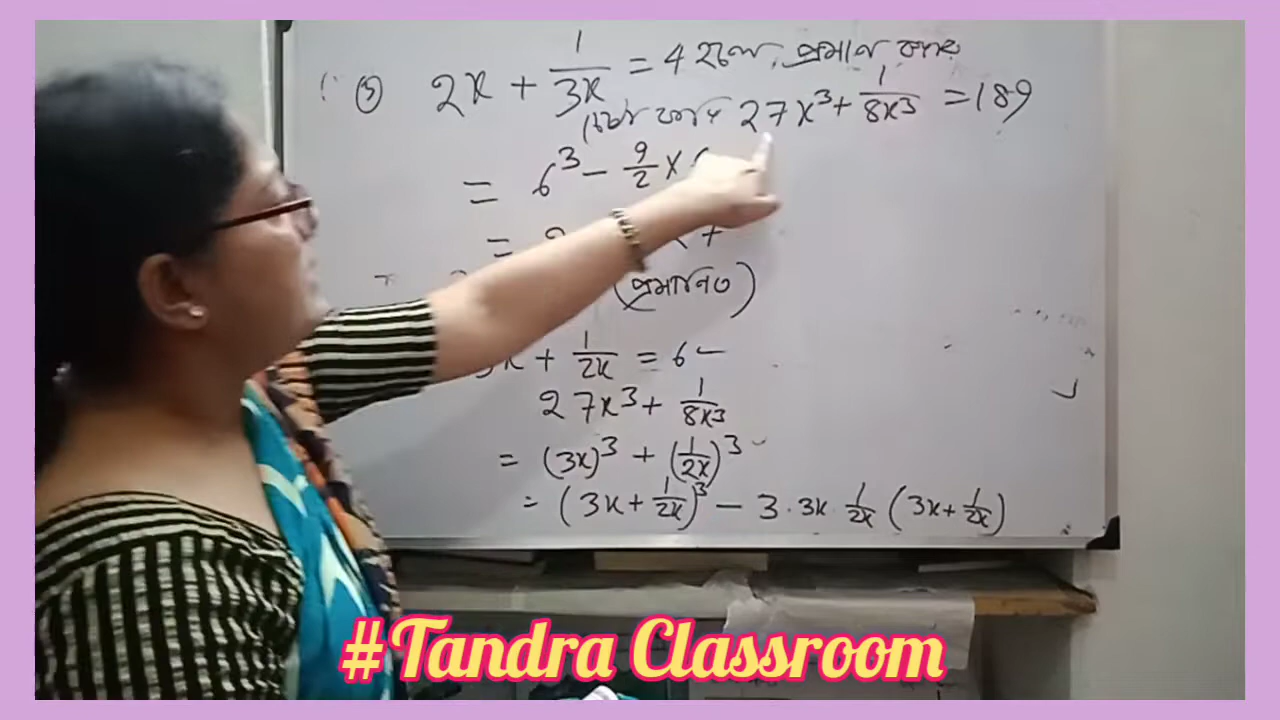 ⑤ 2x + 1/3x = 4 হলে, প্রমান কর
27x³ + 1/8x³ = 189
= 6³ - 9/2 x
=
(প্রমানিত)
+ 1/2x = 6
27x³ + 1/8x³
= (3x)³ + (1/2x)³
= (3x + 1/2x)³ - 3 · 3x · 1/2x (3x + 1/2x)
#Tandra Classroom